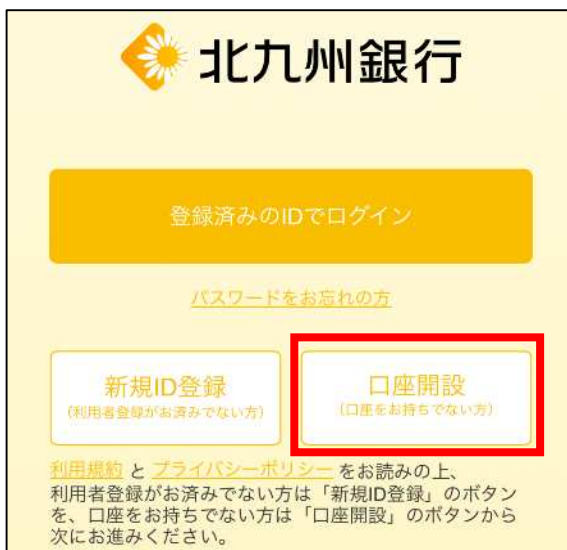 北九州銀行
登録済みのIDでログイン
パスワードをお忘れの方
新規ID登録
(利用者登録がお済みでない方)
口座開設
(口座をお持ちでない方)
利用規約 と プライバシーポリシー をお読みの上、
利用者登録がお済みでない方は「新規ID登録」のボタン
を、口座をお持ちでない方は「口座開設」のボタンから
次にお進みください。